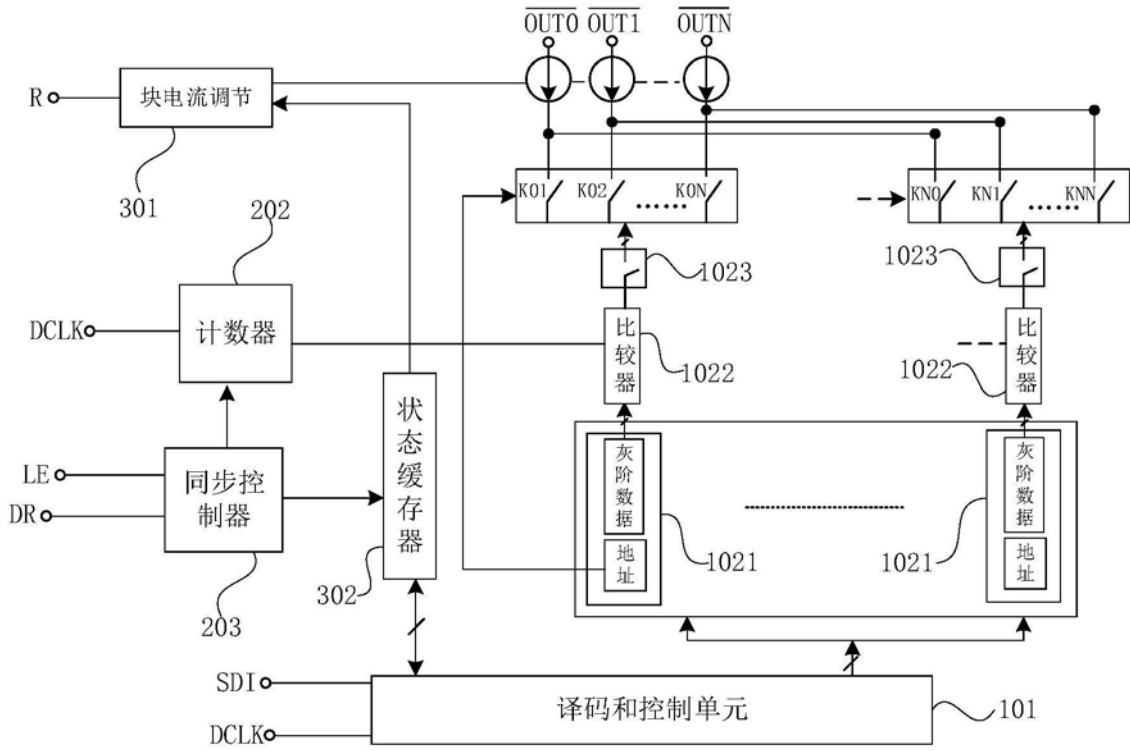 OUT0 OUT1 OUTN
R
块电流调节
301
K01 K02 K0N
KN0 KN1 KNN
202
1023
1023
DCLK
计数器
比较器
1022
比较器
1022
状态缓存器
LE
DR
同步控制器
灰阶数据
地址
1021
灰阶数据
地址
1021
302
203
SDI
DCLK
译码和控制单元
101